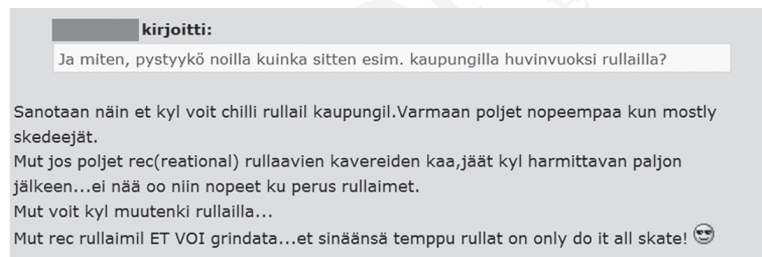 kirjoitti:
Ja miten, pystyykö noilla kuinka sitten esim. kaupungilla huvinvuoksi rullailla?
Sanotaan näin et kyl voit chilli rullail kaupungil.Varmaan poljet nopeempaa kun mostly
skedeejät.
Mut jos poljet rec(reational) rullaavien kavereiden kaa,jäät kyl harmittavan paljon
jälkeen...ei nää oo niin nopeet ku perus rullaimet.
Mut voit kyl muutenki rullailla...
Mut rec rullaimil ET VOI grindata...et sinäänsä temppu rullat on only do it all skate!